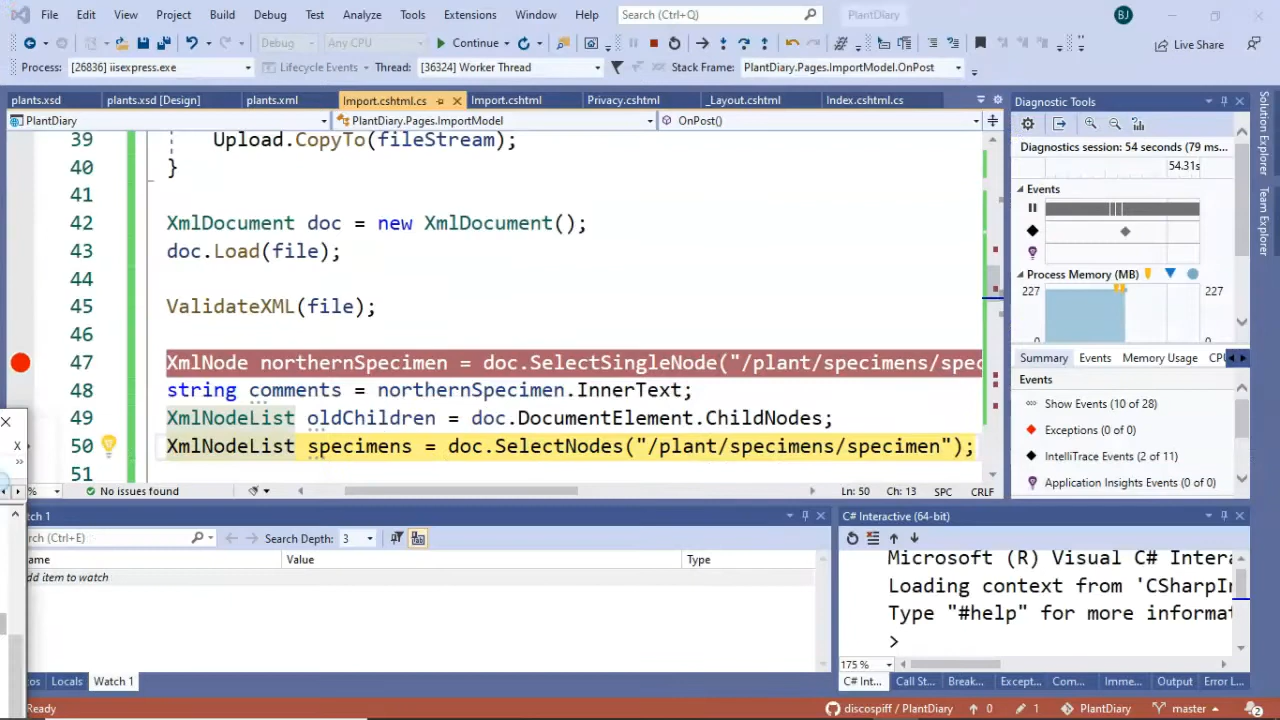 File Edit View Project Build Debug Test Analyze Tools Extensions Window Help Search (Ctrl+Q) PlantDiary BJ
Debug Any CPU Continue Live Share
Process: [26836] iisexpress.exe Lifecycle Events Thread: [36324] Worker Thread Stack Frame: PlantDiary.Pages.ImportModel.OnPost
plants.xsd plants.xsd [Design] plants.xml Import.cshtml.cs Import.cshtml Privacy.cshtml _Layout.cshtml Index.cshtml.cs
PlantDiary PlantDiary.Pages.ImportModel OnPost()
39 Upload.CopyTo(fileStream);
40 }
41
42 XmlDocument doc = new XmlDocument();
43 doc.Load(file);
44
45 ValidateXML(file);
46
47 XmlNode northernSpecimen = doc.SelectSingleNode("/plant/specimens/spec
48 string comments = northernSpecimen.InnerText;
49 XmlNodeList oldChildren = doc.DocumentElement.ChildNodes;
50 XmlNodeList specimens = doc.SelectNodes("/plant/specimens/specimen");
51
% No issues found Ln: 50 Ch: 13 SPC CRLF
Diagnostic Tools
Diagnostics session: 54 seconds (79 ms...
54.31s
Events
Process Memory (MB)
227 227
0 0
Summary Events Memory Usage CPU
Events
Show Events (10 of 28)
Exceptions (0 of 0)
IntelliTrace Events (2 of 11)
Application Insights Events (0 of 0)
Solution Explorer
Team Explorer
X
tch 1
rch (Ctrl+E) Search Depth: 3
ame Value Type
dd item to watch
C# Interactive (64-bit)
Microsoft (R) Visual C# Intera
Loading context from 'CSharpIn
Type "#help" for more informat
>
175 %
tos Locals Watch 1 C# Int... Call St... Break... Except... Com... Imme... Output Error L...
Ready discospiff / PlantDiary 0 1 PlantDiary master 2